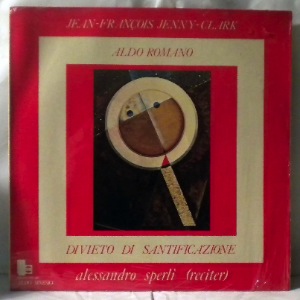 JEAN-FRANÇOIS JENNY-CLARK
ALDO ROMANO
DIVIETO DI SANTIFICAZIONE
alessandro sperli (reciter)